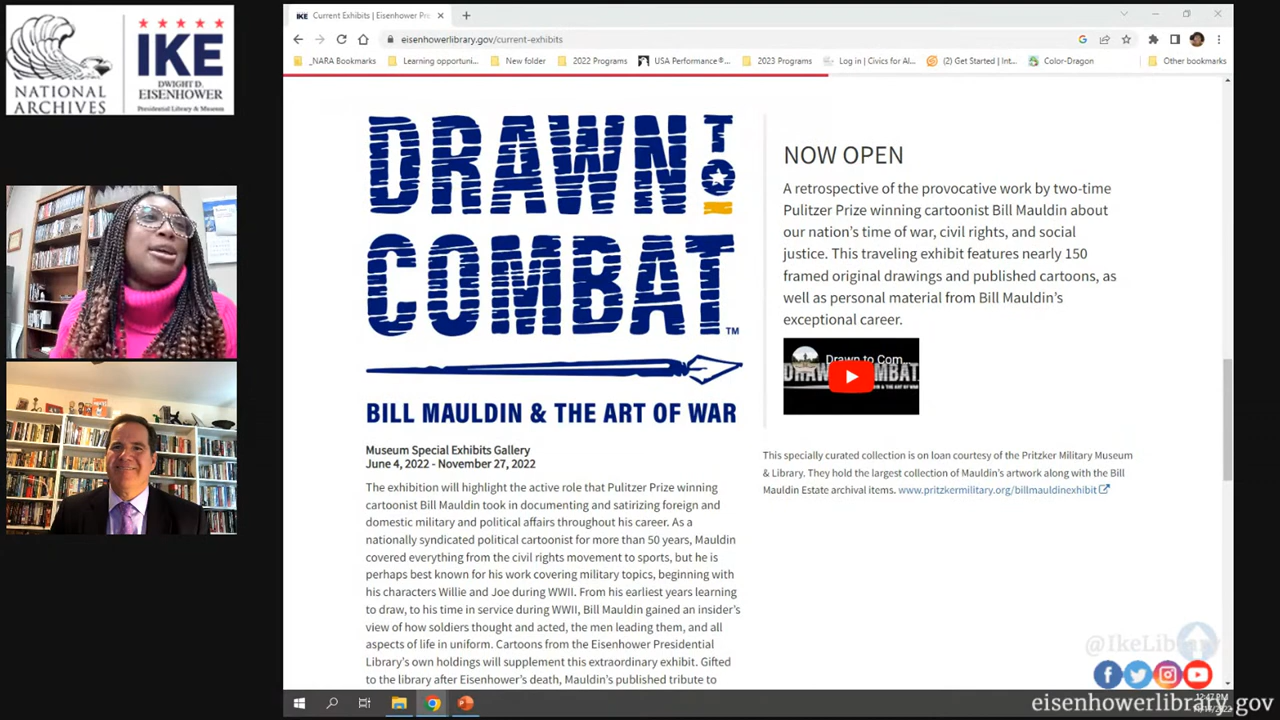 NATIONAL
ARCHIVES
IKE
DWIGHT D.
EISENHOWER
Presidential Library & Museum
IKE Current Exhibits | Eisenhower Pre
eisenhowerlibrary.gov/current-exhibits
_NARA Bookmarks
Learning opportuni...
New folder
2022 Programs
USA Performance®...
2023 Programs
Log in | Civics for Al...
(2) Get Started | Int...
Color-Dragon
Other bookmarks
DRAWN TO
COMBAT™
BILL MAULDIN & THE ART OF WAR
Museum Special Exhibits Gallery
June 4, 2022 - November 27, 2022
The exhibition will highlight the active role that Pulitzer Prize winning
cartoonist Bill Mauldin took in documenting and satirizing foreign and
domestic military and political affairs throughout his career. As a
nationally syndicated political cartoonist for more than 50 years, Mauldin
covered everything from the civil rights movement to sports, but he is
perhaps best known for his work covering military topics, beginning with
his characters Willie and Joe during WWII. From his earliest years learning
to draw, to his time in service during WWII, Bill Mauldin gained an insider's
view of how soldiers thought and acted, the men leading them, and all
aspects of life in uniform. Cartoons from the Eisenhower Presidential
Library's own holdings will supplement this extraordinary exhibit. Gifted
to the library after Eisenhower's death, Mauldin's published tribute to
NOW OPEN
A retrospective of the provocative work by two-time
Pulitzer Prize winning cartoonist Bill Mauldin about
our nation's time of war, civil rights, and social
justice. This traveling exhibit features nearly 150
framed original drawings and published cartoons, as
well as personal material from Bill Mauldin's
exceptional career.
Drawn to Com...
This specially curated collection is on loan courtesy of the Pritzker Military Museum
& Library. They hold the largest collection of Mauldin's artwork along with the Bill
Mauldin Estate archival items. www.pritzkermilitary.org/billmauldinexhibit
@IkeLibrary
12:47 PM
eisenhowerlibrary.gov